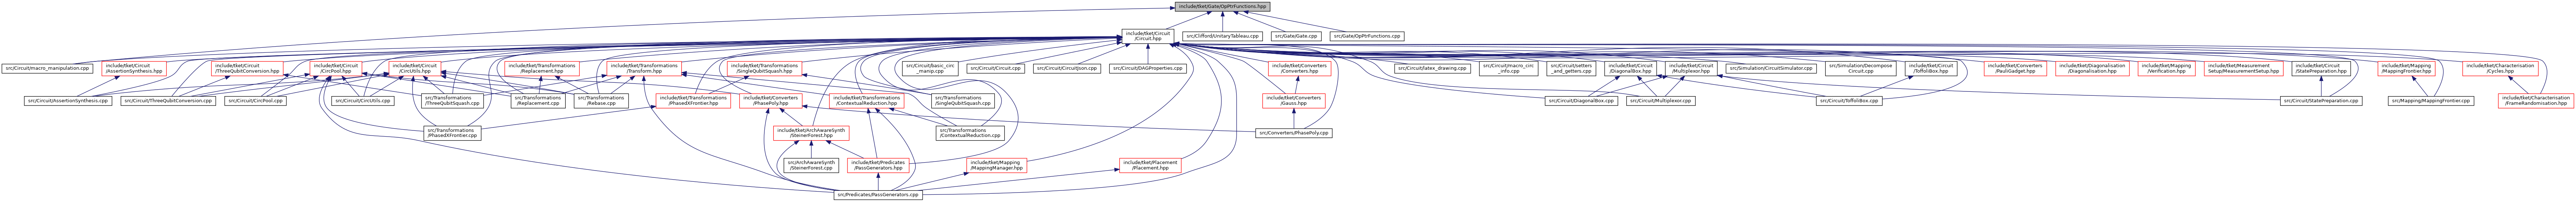 include/tket/Gate/OpPtrFunctions.hpp
include/tket/Circuit
/Circuit.hpp
src/Clifford/UnitaryTableau.cpp
src/Gate/Gate.cpp
src/Gate/OpPtrFunctions.cpp
src/Circuit/macro_manipulation.cpp
include/tket/Circuit
/AssertionSynthesis.hpp
include/tket/Circuit
/ThreeQubitConversion.hpp
include/tket/Circuit
/CircPool.hpp
include/tket/Circuit
/CircUtils.hpp
include/tket/Transformations
/Replacement.hpp
include/tket/Transformations
/Transform.hpp
include/tket/Transformations
/SingleQubitSquash.hpp
src/Circuit/basic_circ
_manip.cpp
src/Circuit/Circuit.cpp
src/Circuit/CircuitJson.cpp
src/Circuit/DAGProperties.cpp
include/tket/Converters
/Converters.hpp
src/Circuit/latex_drawing.cpp
src/Circuit/macro_circ
_info.cpp
src/Circuit/setters
_and_getters.cpp
include/tket/Circuit
/DiagonalBox.hpp
include/tket/Circuit
/Multiplexor.hpp
src/Simulation/CircuitSimulator.cpp
src/Simulation/Decompose
Circuit.cpp
include/tket/Circuit
/ToffoliBox.hpp
include/tket/Converters
/PauliGadget.hpp
include/tket/Diagonalisation
/Diagonalisation.hpp
include/tket/Mapping
/Verification.hpp
include/tket/Measurement
Setup/MeasurementSetup.hpp
include/tket/Circuit
/StatePreparation.hpp
include/tket/Mapping
/MappingFrontier.hpp
include/tket/Characterisation
/Cycles.hpp
src/Circuit/AssertionSynthesis.cpp
src/Circuit/ThreeQubitConversion.cpp
src/Circuit/CircPool.cpp
src/Circuit/CircUtils.cpp
src/Transformations
/ThreeQubitSquash.cpp
src/Transformations
/Replacement.cpp
src/Transformations
/Rebase.cpp
include/tket/Transformations
/PhasedXFrontier.hpp
include/tket/Converters
/PhasePoly.hpp
include/tket/Transformations
/ContextualReduction.hpp
src/Transformations
/SingleQubitSquash.cpp
include/tket/Converters
/Gauss.hpp
src/Circuit/DiagonalBox.cpp
src/Circuit/Multiplexor.cpp
src/Circuit/ToffoliBox.cpp
src/Circuit/StatePreparation.cpp
src/Mapping/MappingFrontier.cpp
include/tket/Characterisation
/FrameRandomisation.hpp
src/Transformations
/PhasedXFrontier.cpp
include/tket/ArchAwareSynth
/SteinerForest.hpp
src/Transformations
/ContextualReduction.cpp
src/Converters/PhasePoly.cpp
src/ArchAwareSynth
/SteinerForest.cpp
include/tket/Predicates
/PassGenerators.hpp
include/tket/Mapping
/MappingManager.hpp
include/tket/Placement
/Placement.hpp
src/Predicates/PassGenerators.cpp